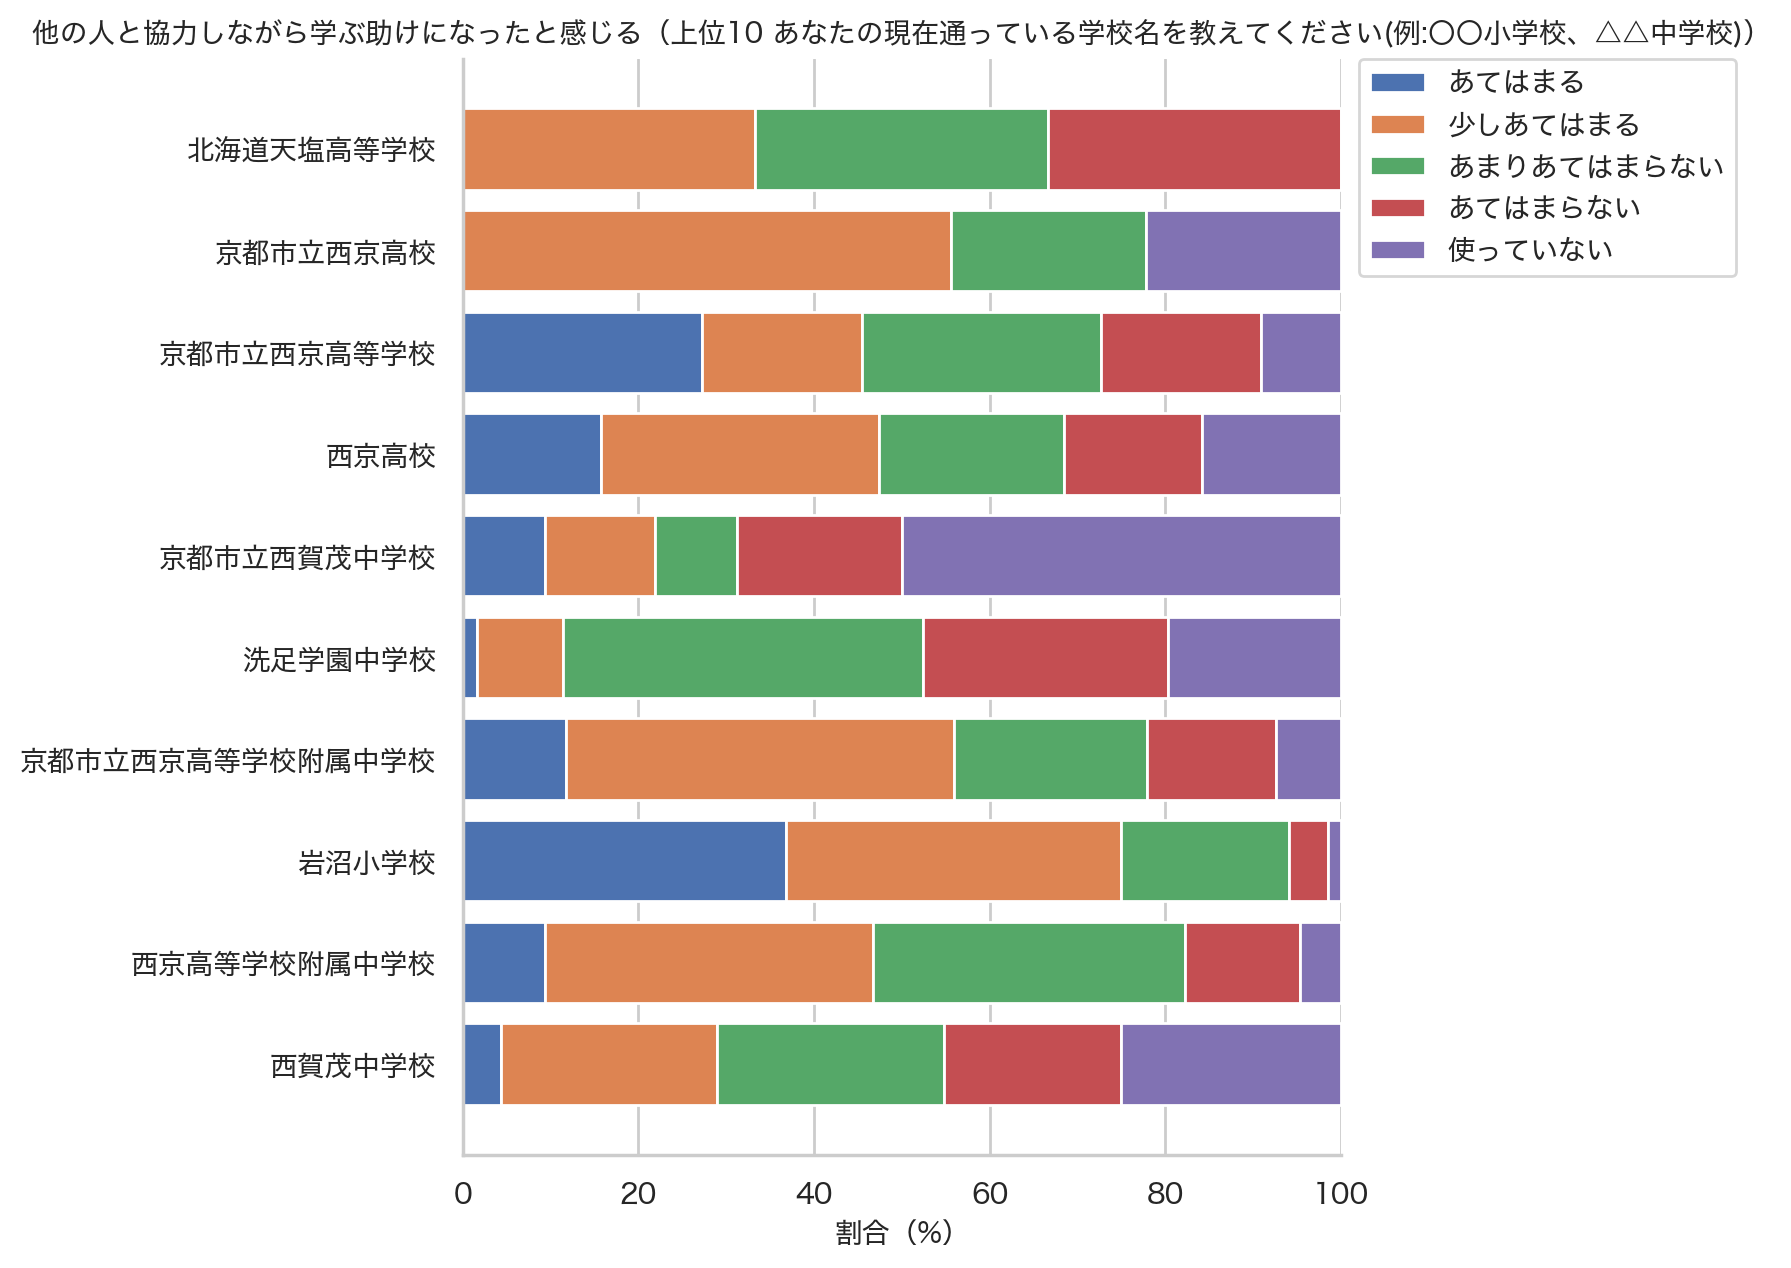 他の人と協力しながら学ぶ助けになったと感じる（上位10 あなたの現在通っている学校名を教えてください(例:〇〇小学校、△△中学校)）
あてはまる
少しあてはまる
あまりあてはまらない
あてはまらない
使っていない
北海道天塩高等学校
京都市立西京高校
京都市立西京高等学校
西京高校
京都市立西賀茂中学校
洗足学園中学校
京都市立西京高等学校附属中学校
岩沼小学校
西京高等学校附属中学校
西賀茂中学校
0 20 40 60 80 100
割合（%）